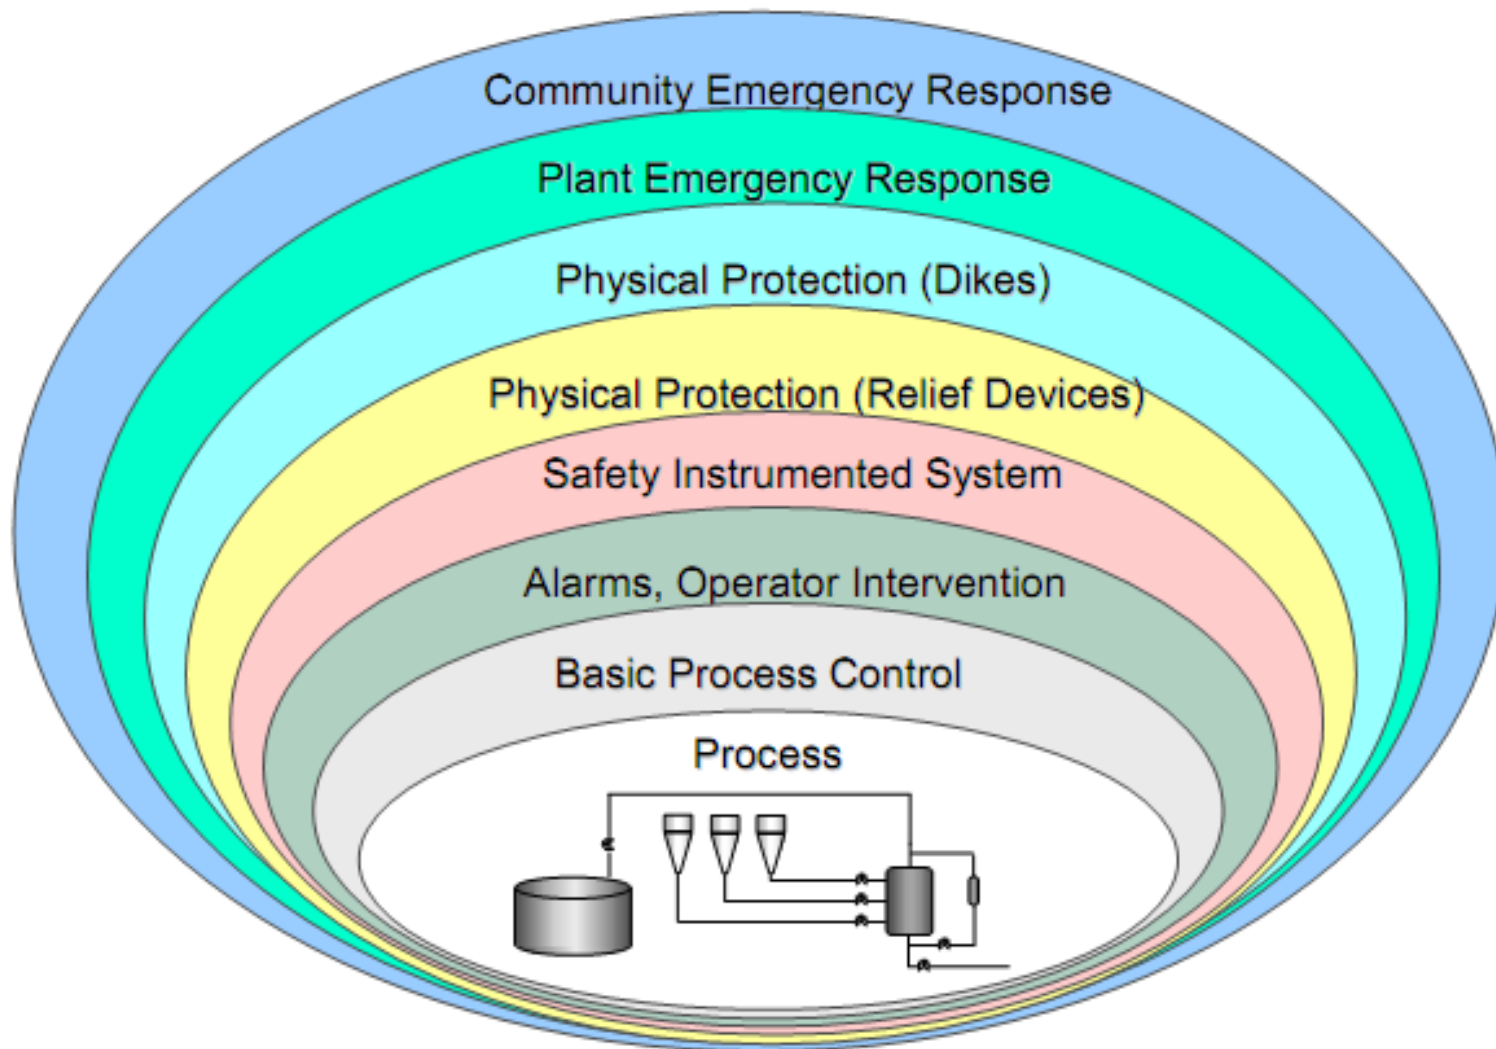 Community Emergency Response
Plant Emergency Response
Physical Protection (Dikes)
Physical Protection (Relief Devices)
Safety Instrumented System
Alarms, Operator Intervention
Basic Process Control
Process